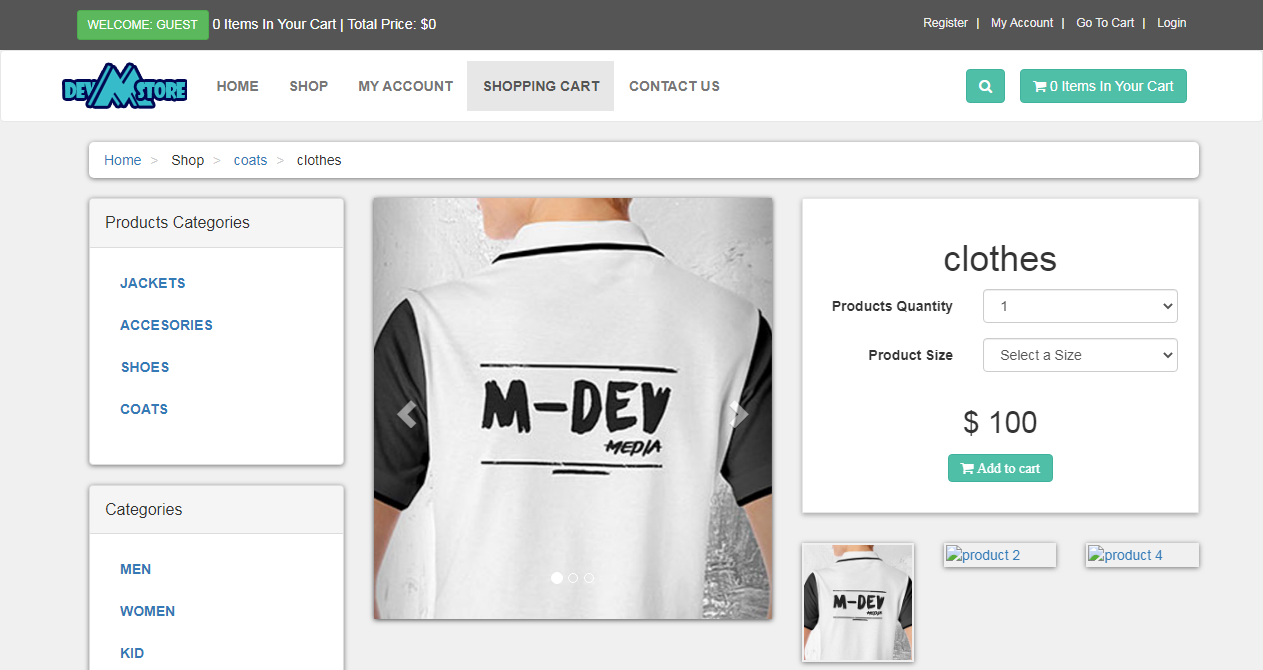 WELCOME: GUEST 0 Items In Your Cart | Total Price: $0
Register | My Account | Go To Cart | Login
DEV M STORE
HOME SHOP MY ACCOUNT SHOPPING CART CONTACT US
0 Items In Your Cart
Home > Shop > coats > clothes
Products Categories
JACKETS
ACCESORIES
SHOES
COATS
Categories
MEN
WOMEN
KID
M-DEV
MEDIA
clothes
Products Quantity 1
Product Size Select a Size
$ 100
Add to cart
M-DEV
MEDIA
product 2
product 4